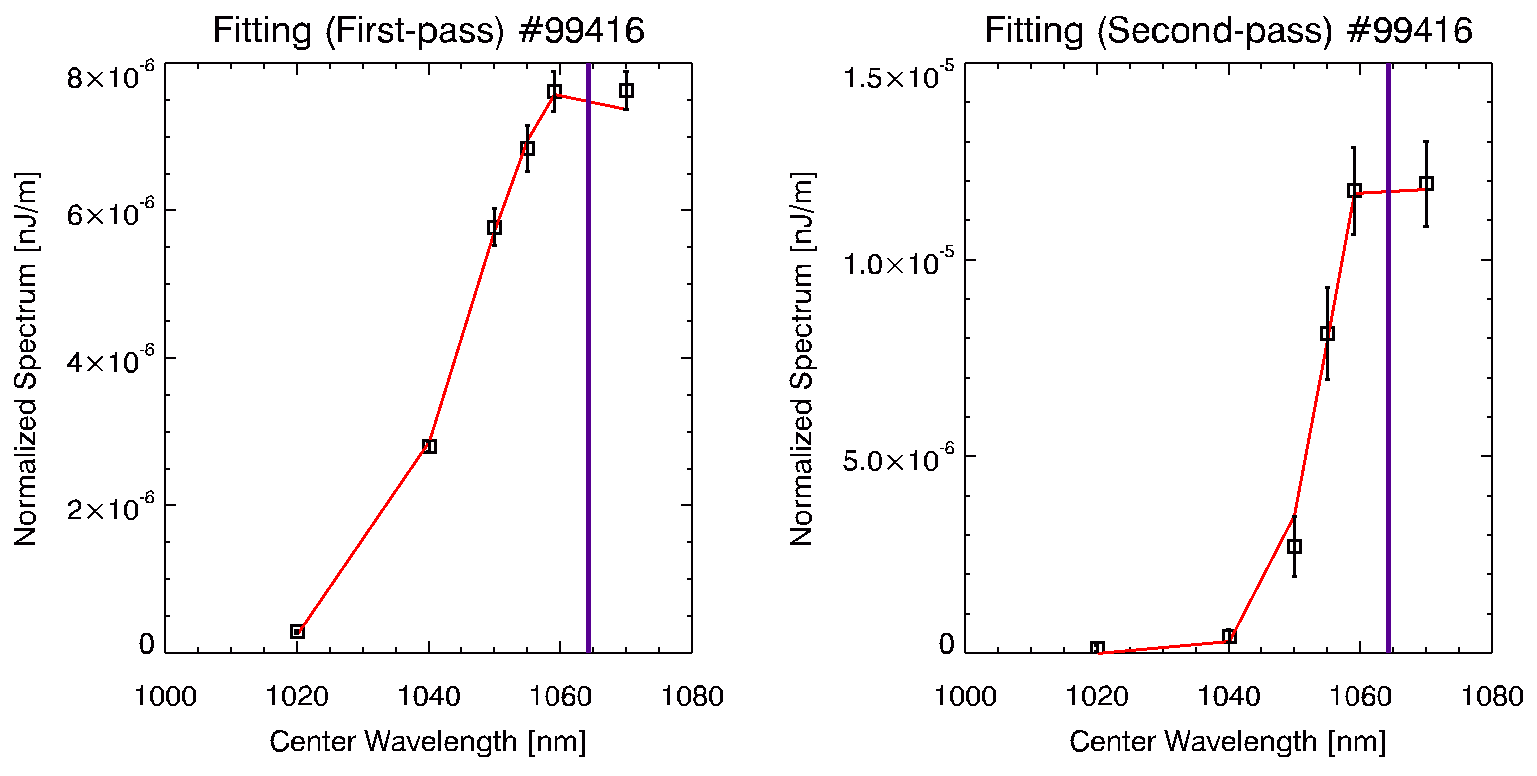 Fitting (First-pass) #99416
Normalized Spectrum [nJ/m]
8×10⁻⁶
6×10⁻⁶
4×10⁻⁶
2×10⁻⁶
0
1000 1020 1040 1060 1080
Center Wavelength [nm]
Fitting (Second-pass) #99416
Normalized Spectrum [nJ/m]
1.5×10⁻⁵
1.0×10⁻⁵
5.0×10⁻⁶
0
1000 1020 1040 1060 1080
Center Wavelength [nm]